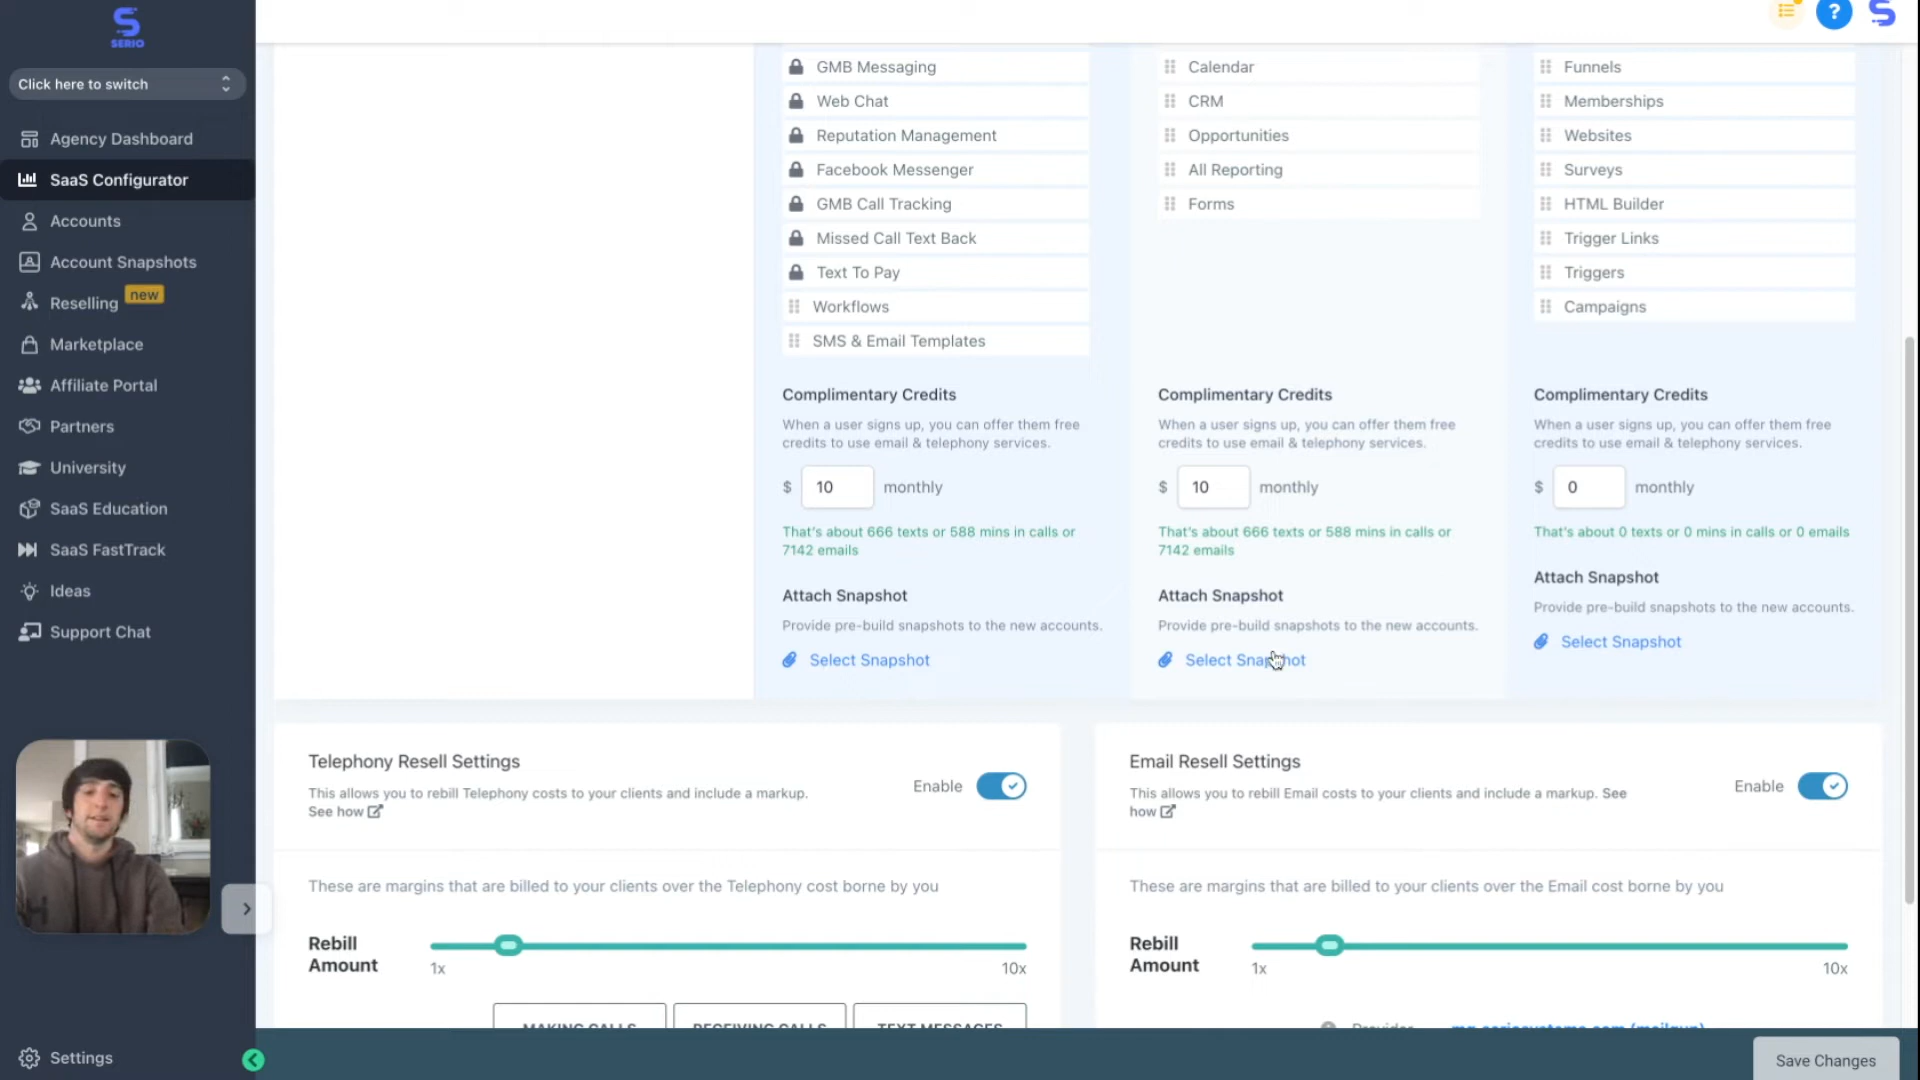 SERIO
Click here to switch
Agency Dashboard
SaaS Configurator
Accounts
Account Snapshots
Reselling new
Marketplace
Affiliate Portal
Partners
University
SaaS Education
SaaS FastTrack
Ideas
Support Chat
Settings
?
GMB Messaging
Web Chat
Reputation Management
Facebook Messenger
GMB Call Tracking
Missed Call Text Back
Text To Pay
Workflows
SMS & Email Templates
Complimentary Credits
When a user signs up, you can offer them free
credits to use email & telephony services.
$ 10 monthly
That's about 666 texts or 588 mins in calls or
7142 emails
Attach Snapshot
Provide pre-build snapshots to the new accounts.
Select Snapshot
Calendar
CRM
Opportunities
All Reporting
Forms
Complimentary Credits
When a user signs up, you can offer them free
credits to use email & telephony services.
$ 10 monthly
That's about 666 texts or 588 mins in calls or
7142 emails
Attach Snapshot
Provide pre-build snapshots to the new accounts.
Select Snapshot
Funnels
Memberships
Websites
Surveys
HTML Builder
Trigger Links
Triggers
Campaigns
Complimentary Credits
When a user signs up, you can offer them free
credits to use email & telephony services.
$ 0 monthly
That's about 0 texts or 0 mins in calls or 0 emails
Attach Snapshot
Provide pre-build snapshots to the new accounts.
Select Snapshot
Telephony Resell Settings
This allows you to rebill Telephony costs to your clients and include a markup.
See how
Enable
These are margins that are billed to your clients over the Telephony cost borne by you
Rebill
Amount
1x
10x
MAKING CALLS
RECEIVING CALLS
TEXT MESSAGES
Email Resell Settings
This allows you to rebill Email costs to your clients and include a markup. See
how
Enable
These are margins that are billed to your clients over the Email cost borne by you
Rebill
Amount
1x
10x
Provider
Save Changes